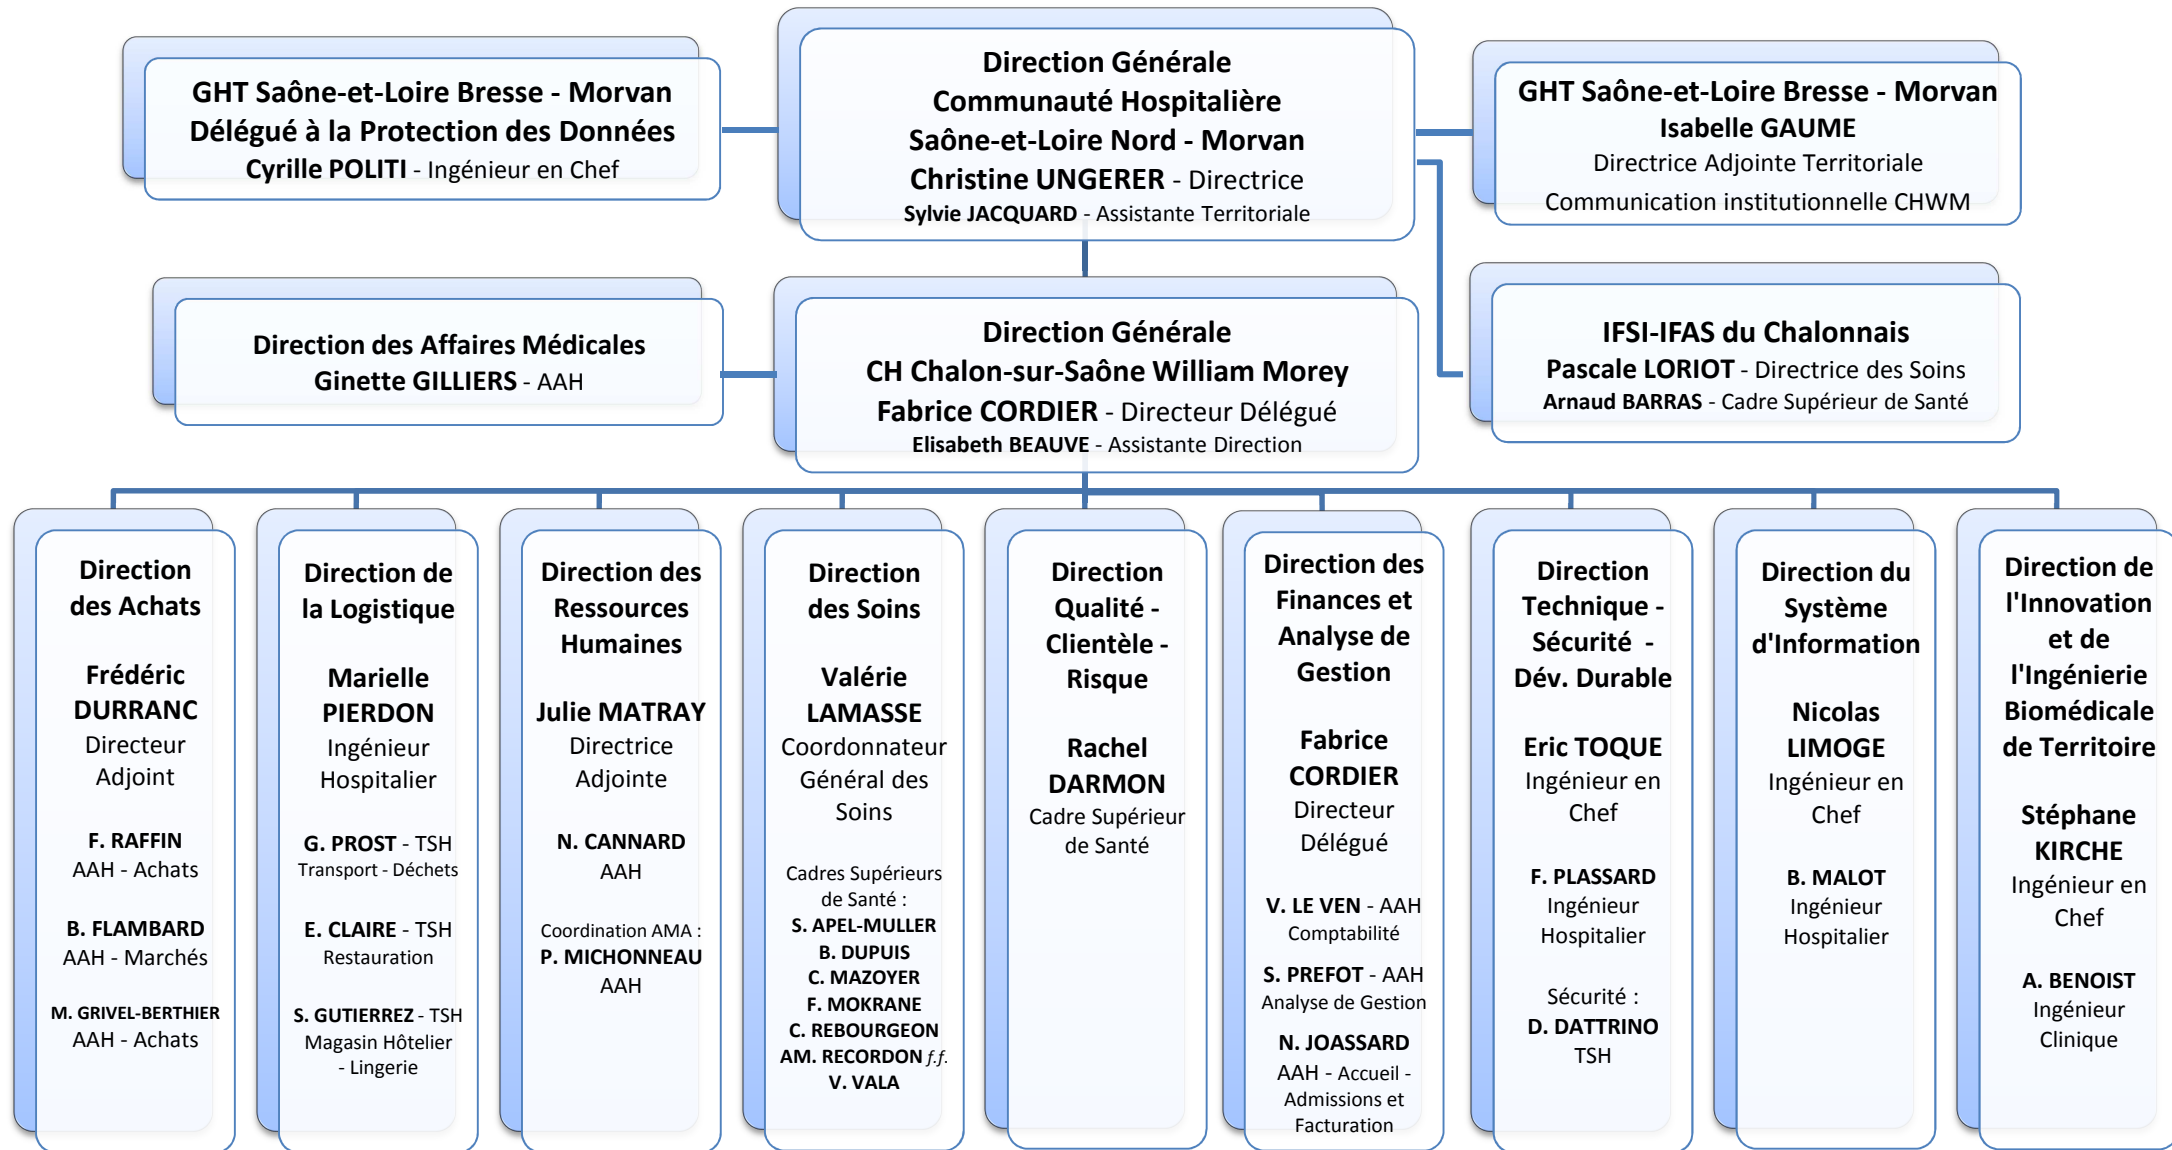 GHT Saône-et-Loire Bresse - Morvan
Délégué à la Protection des Données
Cyrille POLITI - Ingénieur en Chef
Direction Générale
Communauté Hospitalière
Saône-et-Loire Nord - Morvan
Christine UNGERER - Directrice
Sylvie JACQUARD - Assistante Territoriale
GHT Saône-et-Loire Bresse - Morvan
Isabelle GAUME
Directrice Adjointe Territoriale
Communication institutionnelle CHWM
Direction des Affaires Médicales
Ginette GILLIERS - AAH
Direction Générale
CH Chalon-sur-Saône William Morey
Fabrice CORDIER - Directeur Délégué
Elisabeth BEAUVE - Assistante Direction
IFSI-IFAS du Chalonnais
Pascale LORIOT - Directrice des Soins
Arnaud BARRAS - Cadre Supérieur de Santé
Direction
des Achats
Frédéric
DURRANC
Directeur
Adjoint
F. RAFFIN
AAH - Achats
B. FLAMBARD
AAH - Marchés
M. GRIVEL-BERTHIER
AAH - Achats
Direction de
la Logistique
Marielle
PIERDON
Ingénieur
Hospitalier
G. PROST - TSH
Transport - Déchets
E. CLAIRE - TSH
Restauration
S. GUTIERREZ - TSH
Magasin Hôtelier
- Lingerie
Direction des
Ressources
Humaines
Julie MATRAY
Directrice
Adjointe
N. CANNARD
AAH
Coordination AMA :
P. MICHONNEAU
AAH
Direction
des Soins
Valérie
LAMASSE
Coordonnateur
Général des
Soins
Cadres Supérieurs
de Santé :
S. APEL-MULLER
B. DUPUIS
C. MAZOYER
F. MOKRANE
C. REBOURGEON
AM. RECORDON f.f.
V. VALA
Direction
Qualité -
Clientèle -
Risque
Rachel
DARMON
Cadre Supérieur
de Santé
Direction des
Finances et
Analyse de
Gestion
Fabrice
CORDIER
Directeur
Délégué
V. LE VEN - AAH
Comptabilité
S. PREFOT - AAH
Analyse de Gestion
N. JOASSARD
AAH - Accueil -
Admissions et
Facturation
Direction
Technique -
Sécurité -
Dév. Durable
Eric TOQUE
Ingénieur en
Chef
F. PLASSARD
Ingénieur
Hospitalier
Sécurité :
D. DATTRINO
TSH
Direction du
Système
d'Information
Nicolas
LIMOGE
Ingénieur en
Chef
B. MALOT
Ingénieur
Hospitalier
Direction de
l'Innovation
et de
l'Ingénierie
Biomédicale
de Territoire
Stéphane
KIRCHE
Ingénieur en
Chef
A. BENOIST
Ingénieur
Clinique